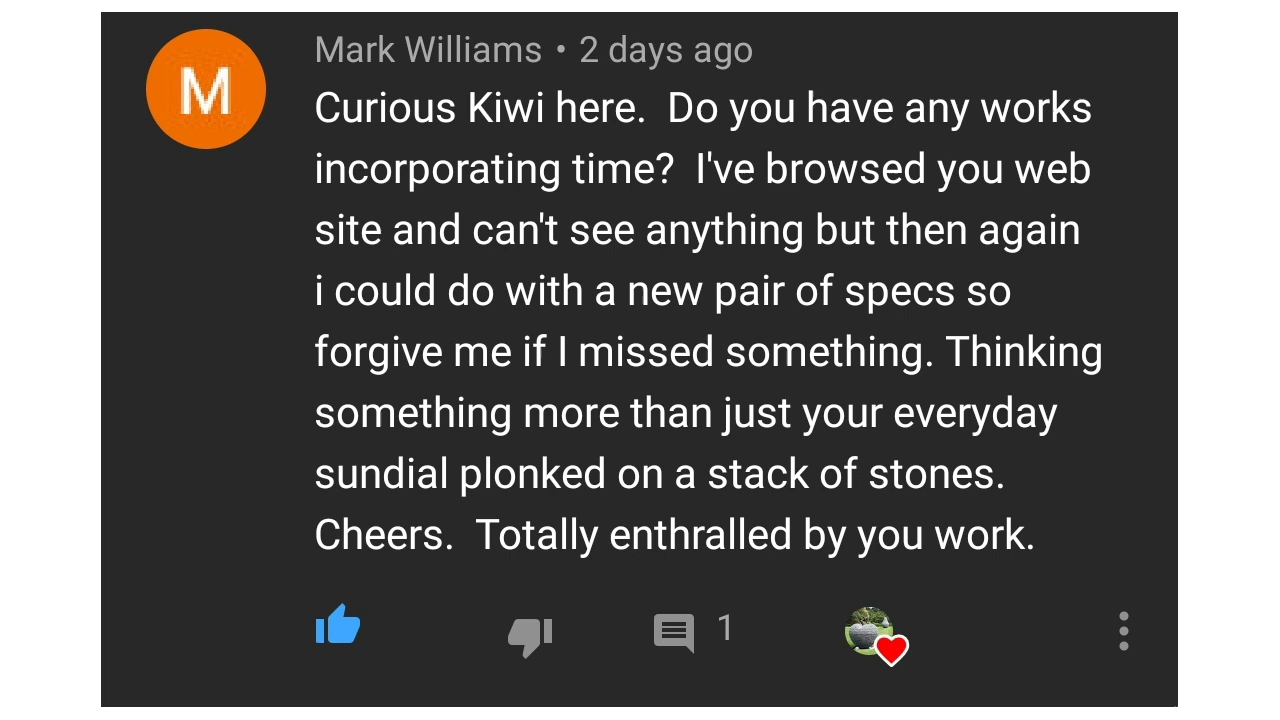 M
Mark Williams • 2 days ago
Curious Kiwi here.  Do you have any works
incorporating time?  I've browsed you web
site and can't see anything but then again
i could do with a new pair of specs so
forgive me if I missed something. Thinking
something more than just your everyday
sundial plonked on a stack of stones.
Cheers.  Totally enthralled by you work.
1